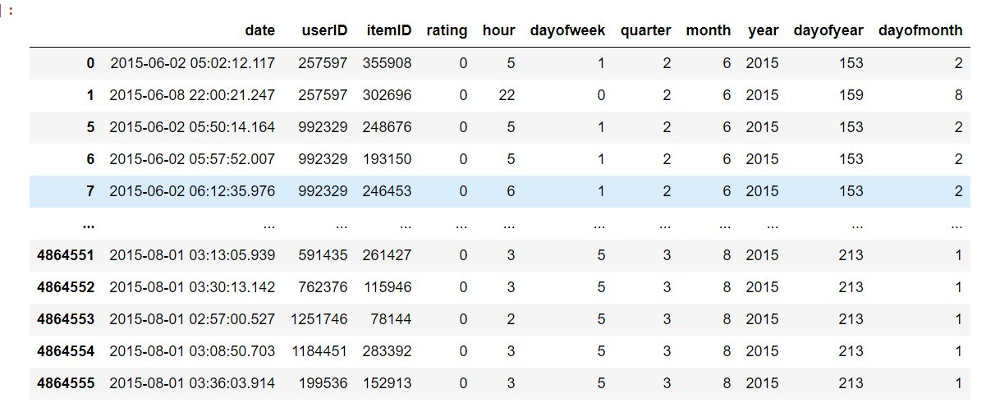 :
date userID itemID rating hour dayofweek quarter month year dayofyear dayofmonth
0 2015-06-02 05:02:12.117 257597 355908 0 5 1 2 6 2015 153 2
1 2015-06-08 22:00:21.247 257597 302696 0 22 0 2 6 2015 159 8
5 2015-06-02 05:50:14.164 992329 248676 0 5 1 2 6 2015 153 2
6 2015-06-02 05:57:52.007 992329 193150 0 5 1 2 6 2015 153 2
7 2015-06-02 06:12:35.976 992329 246453 0 6 1 2 6 2015 153 2
... ... ... ... ... ... ... ... ... ... ... ...
4864551 2015-08-01 03:13:05.939 591435 261427 0 3 5 3 8 2015 213 1
4864552 2015-08-01 03:30:13.142 762376 115946 0 3 5 3 8 2015 213 1
4864553 2015-08-01 02:57:00.527 1251746 78144 0 2 5 3 8 2015 213 1
4864554 2015-08-01 03:08:50.703 1184451 283392 0 3 5 3 8 2015 213 1
4864555 2015-08-01 03:36:03.914 199536 152913 0 3 5 3 8 2015 213 1